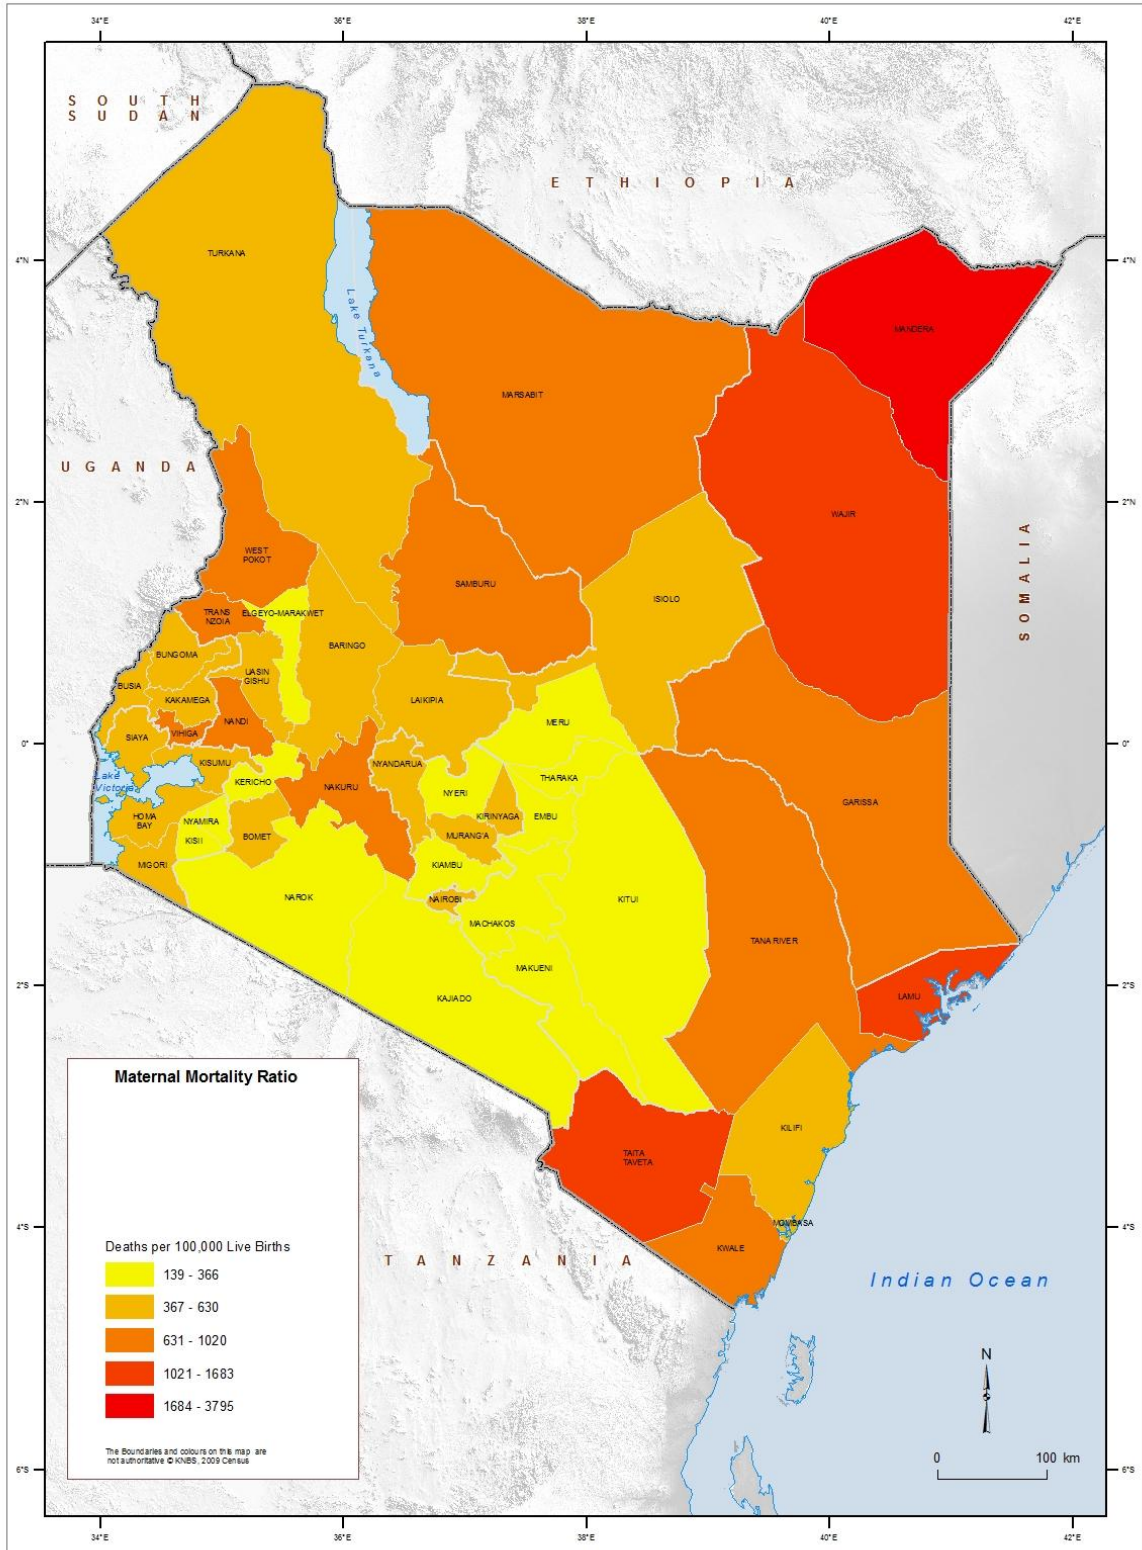 34°E 36°E 38°E 40°E 42°E
SOUTH
SUDAN
ETHIOPIA
4°N 4°N
TURKANA
Lake Turkana
MANDERA
MARSABIT
UGANDA
2°N 2°N
WAJIR
SOMALIA
WEST
POKOT
SAMBURU
ISIOLO
TRANS
NZOIA
ELGEYO-MARAKWET
BARINGO
BUNGOMA
UASIN
GISHU
BUSIA
KAKAMEGA
LAIKIPIA
NANDI
MERU
VIHIGA
SIAYA
0° 0°
KISUMU
NYANDARUA
Lake
Victoria
KERICHO
THARAKA
NAKURU
NYERI
GARISSA
HOMA
BAY
NYAMIRA
KIRINYAGA
EMBU
BOMET
MURANG'A
KISII
MIGORI
KIAMBU
NAROK
NAIROBI
KITUI
MACHAKOS
TANA RIVER
MAKUENI
KAJIADO
2°S 2°S
LAMU
KILIFI
TAITA
TAVETA
MOMBASA
4°S 4°S
KWALE
TANZANIA
Indian Ocean
Maternal Mortality Ratio
Deaths per 100,000 Live Births
139 - 366
367 - 630
631 - 1020
1021 - 1683
1684 - 3795
The Boundaries and colours on this map are
not authoritative © KNBS, 2009 Census
N
0 100 km
6°S 6°S
34°E 36°E 38°E 40°E 42°E